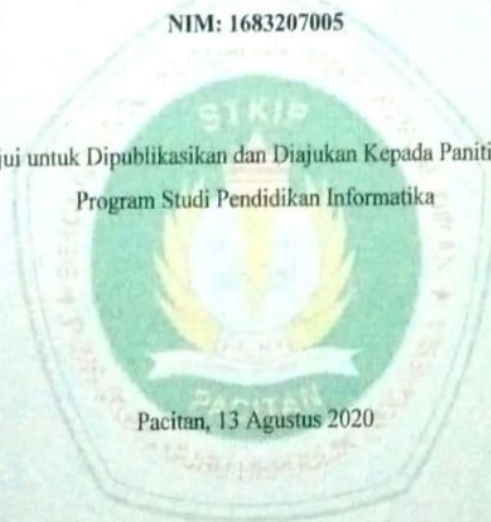 NIM: 1683207005
STKIP
jui untuk Dipublikasikan dan Diajukan Kepada Paniti
Program Studi Pendidikan Informatika
PACITAN
Pacitan, 13 Agustus 2020